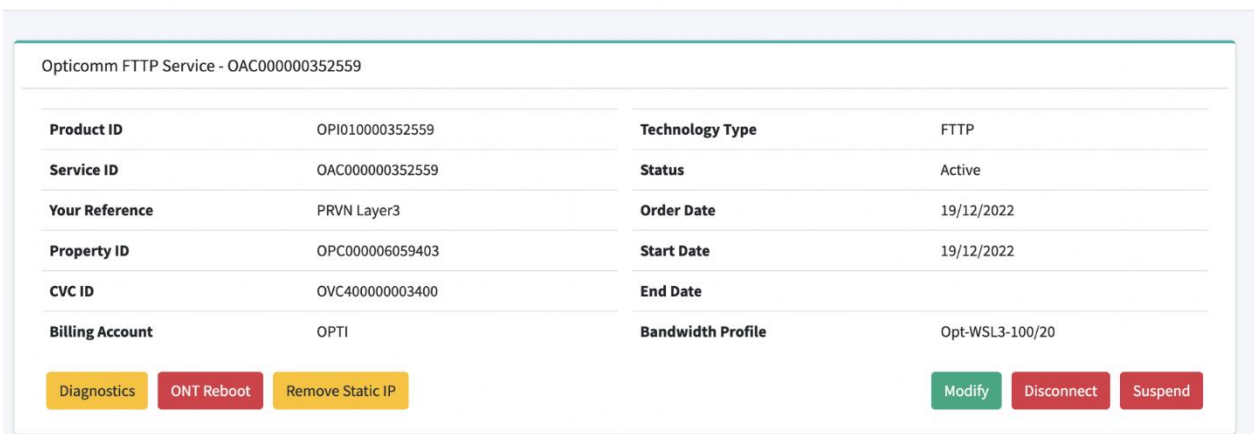 Opticomm FTTP Service - OAC000000352559
Product ID OPI010000352559 Technology Type FTTP
Service ID OAC000000352559 Status Active
Your Reference PRVN Layer3 Order Date 19/12/2022
Property ID OPC000006059403 Start Date 19/12/2022
CVC ID OVC400000003400 End Date
Billing Account OPTI Bandwidth Profile Opt-WSL3-100/20
Diagnostics ONT Reboot Remove Static IP Modify Disconnect Suspend